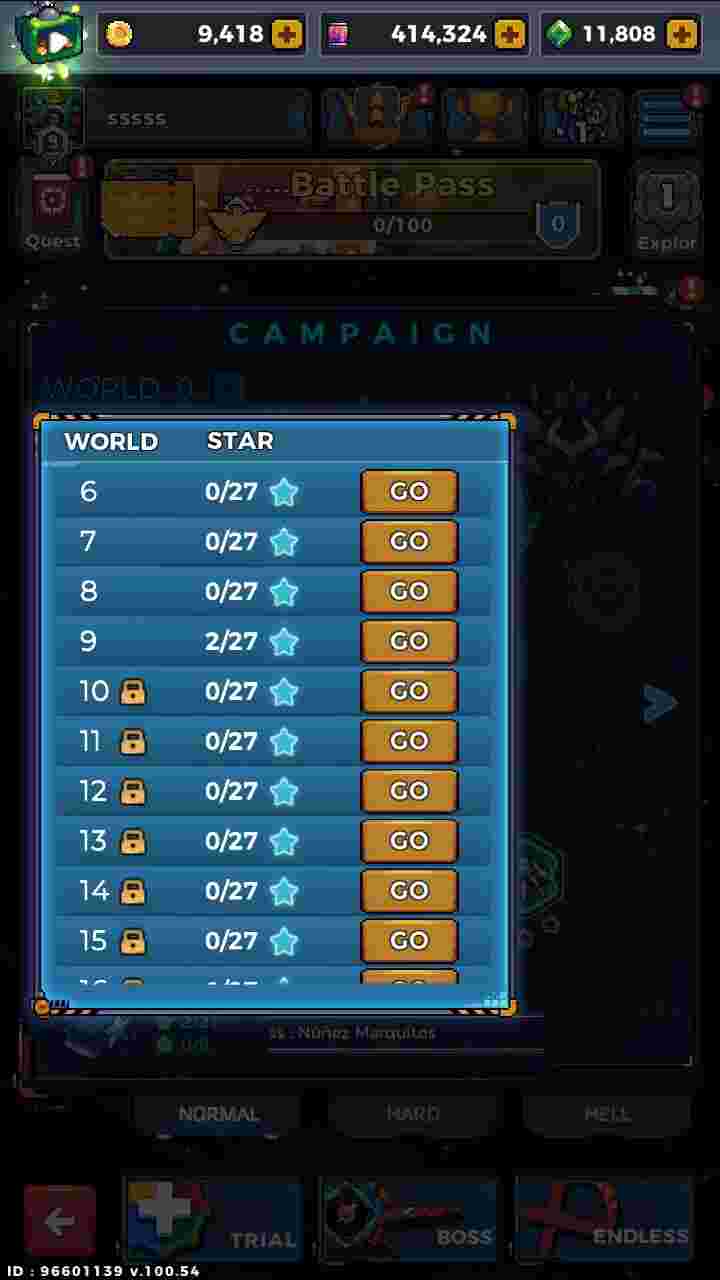 9,418
414,324
11,808
19
sssss
1
Battle Pass
0/100
0
Quest
1
Explor
CAMPAIGN
WORLD 9
WORLD STAR
6 0/27 GO
7 0/27 GO
8 0/27 GO
9 2/27 GO
10 0/27 GO
11 0/27 GO
12 0/27 GO
13 0/27 GO
14 0/27 GO
15 0/27 GO
ss : Núñez Marquitos
NORMAL HARD HELL
TRIAL BOSS ENDLESS
ID : 96601139 v.100.54